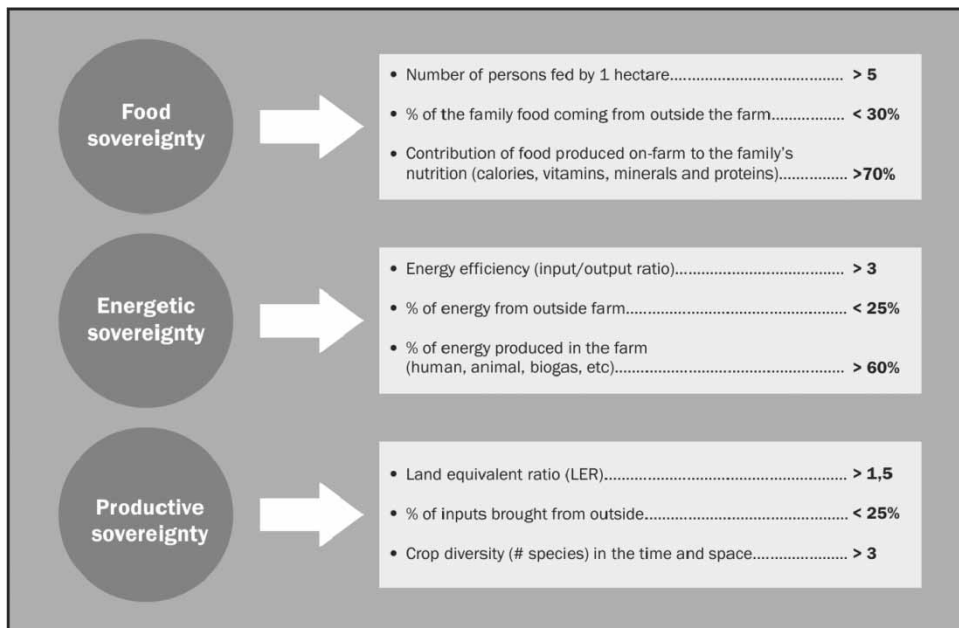 Food
sovereignty
• Number of persons fed by 1 hectare.......................................... > 5
• % of the family food coming from outside the farm................. < 30%
• Contribution of food produced on-farm to the family's
nutrition (calories, vitamins, minerals and proteins)................ >70%
Energetic
sovereignty
• Energy efficiency (input/output ratio)........................................ > 3
• % of energy from outside farm.................................................... < 25%
• % of energy produced in the farm
(human, animal, biogas, etc)....................................................... > 60%
Productive
sovereignty
• Land equivalent ratio (LER)......................................................... > 1,5
• % of inputs brought from outside................................................ < 25%
• Crop diversity (# species) in the time and space...................... > 3